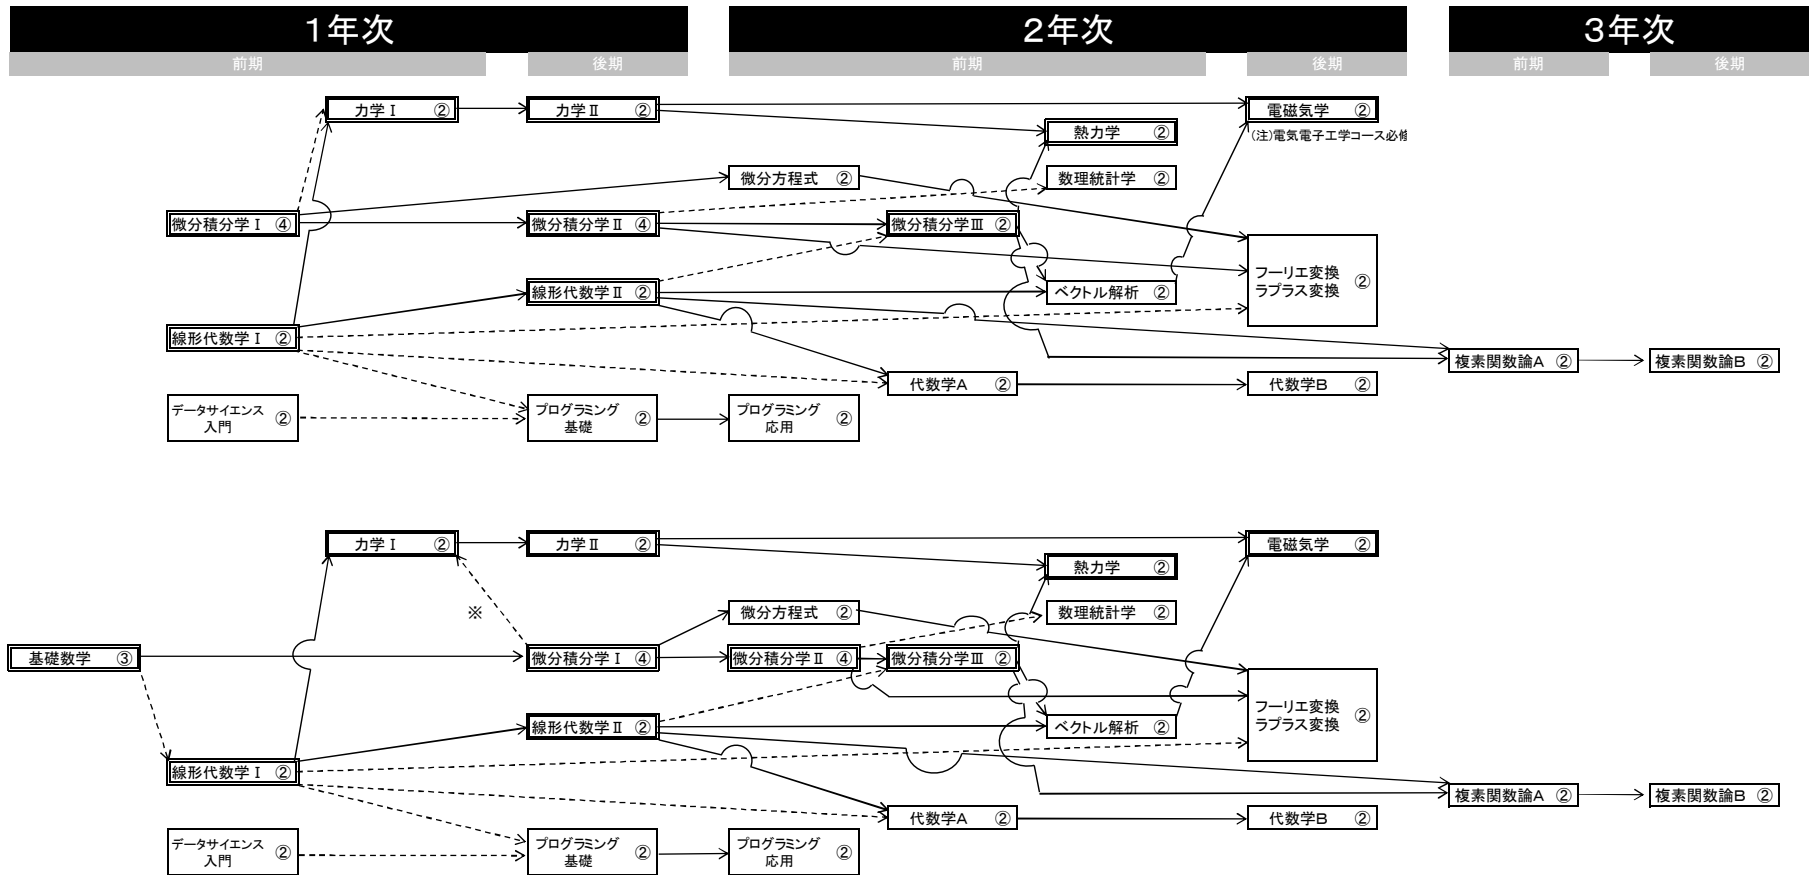 １年次
２年次
３年次
前期
後期
前期
後期
前期
後期
力学Ⅰ ②
力学Ⅱ ②
電磁気学 ②
(注)電気電子工学コース必修
熱力学 ②
微分方程式 ②
数理統計学 ②
微分積分学Ⅰ ④
微分積分学Ⅱ ④
微分積分学Ⅲ ②
フーリエ変換
ラプラス変換 ②
線形代数学Ⅱ ②
ベクトル解析 ②
線形代数学Ⅰ ②
複素関数論A ②
複素関数論B ②
代数学A ②
代数学B ②
データサイエンス
入門 ②
プログラミング
基礎 ②
プログラミング
応用 ②
力学Ⅰ ②
力学Ⅱ ②
電磁気学 ②
熱力学 ②
※
微分方程式 ②
数理統計学 ②
基礎数学 ③
微分積分学Ⅰ ④
微分積分学Ⅱ ④
微分積分学Ⅲ ②
フーリエ変換
ラプラス変換 ②
線形代数学Ⅱ ②
ベクトル解析 ②
線形代数学Ⅰ ②
複素関数論A ②
複素関数論B ②
代数学A ②
代数学B ②
データサイエンス
入門 ②
プログラミング
基礎 ②
プログラミング
応用 ②